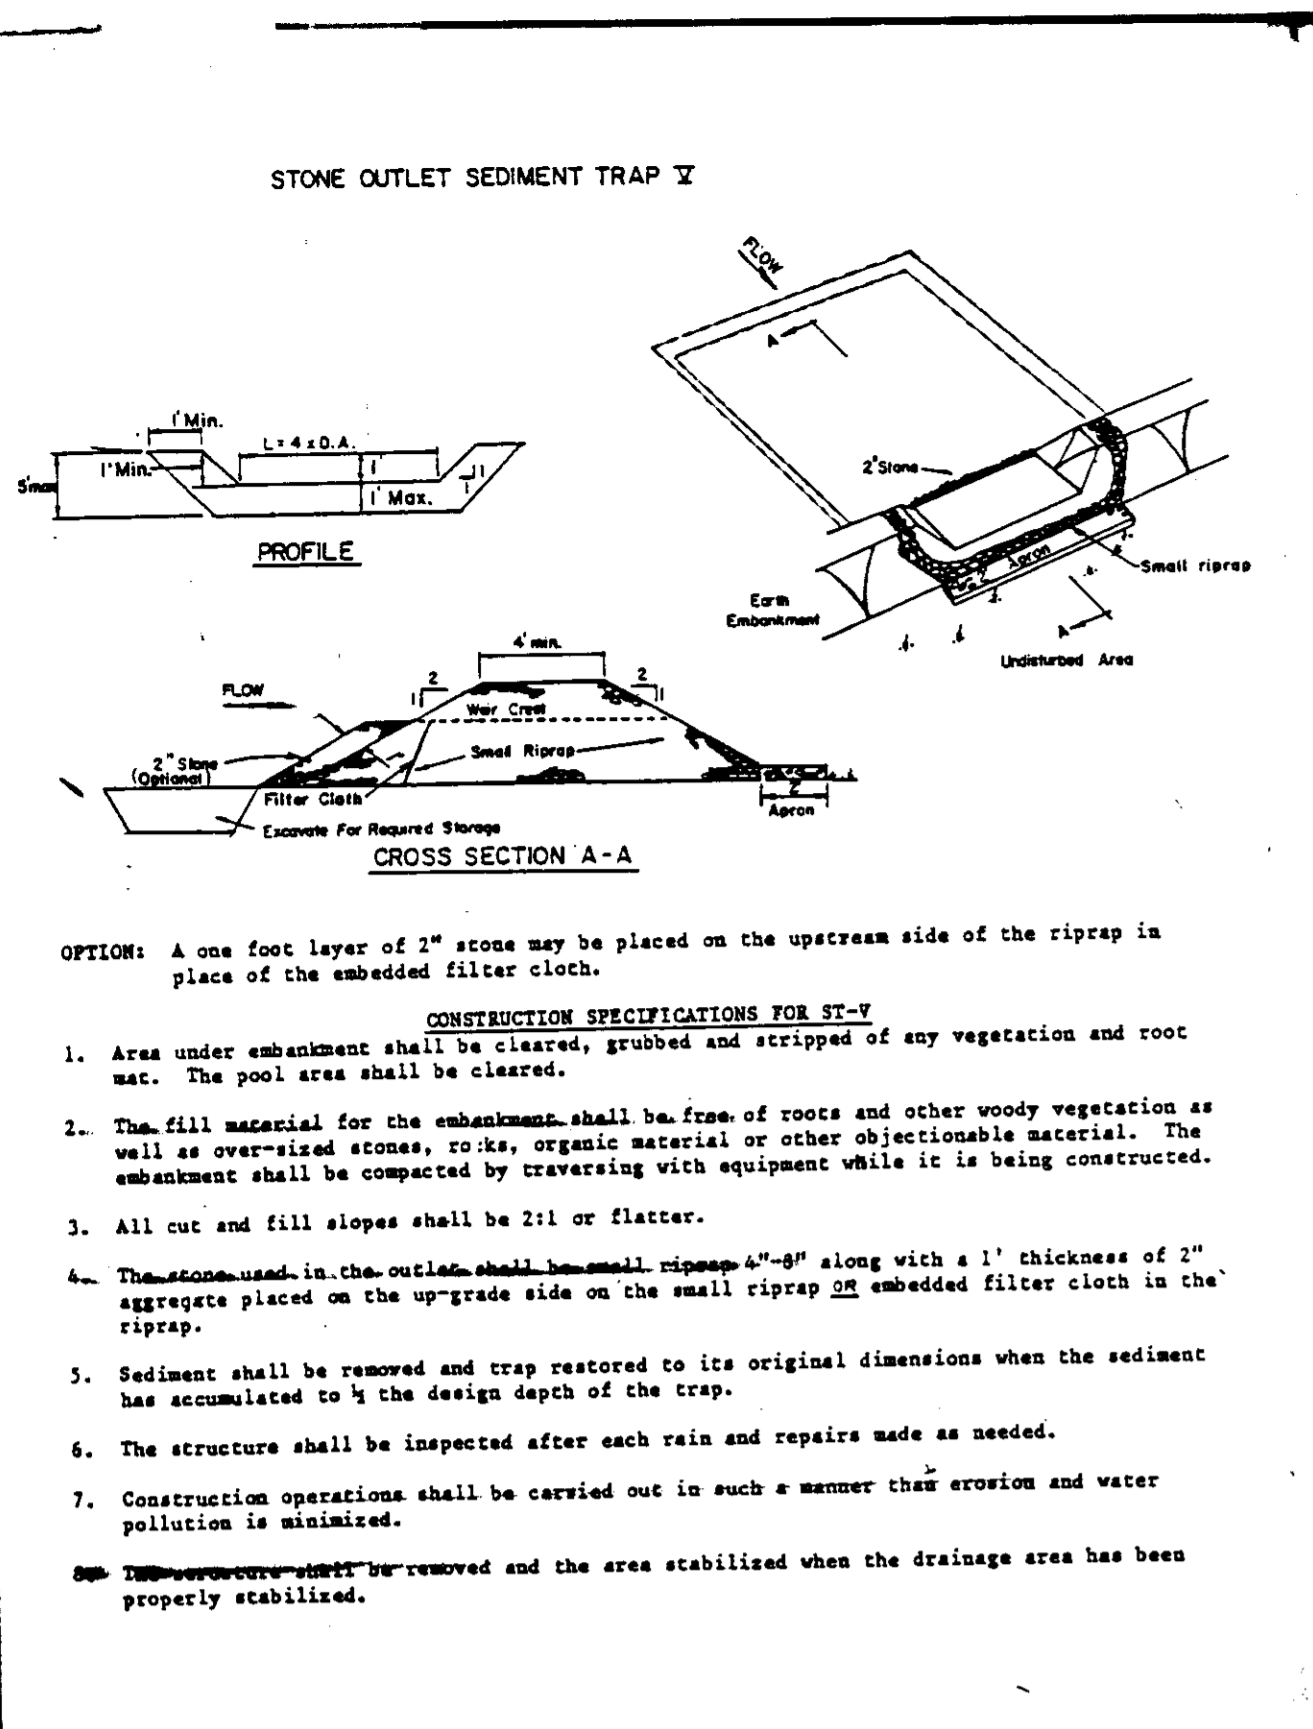 STONE OUTLET SEDIMENT TRAP V
FLOW
A
1' Min.
L = 4 x D.A.
1' Min.
1'
5' max
1
1
1' Max.
PROFILE
2" Stone
Apron
Small riprap
Earth
Embankment
A
Undisturbed Area
4' min.
FLOW
2
1
2
1
Weir Crest
2" Stone
(Optional)
Small Riprap
Filter Cloth
Apron
Excavate For Required Storage
CROSS SECTION A-A
OPTION: A one foot layer of 2" stone may be placed on the upstream side of the riprap in
place of the embedded filter cloth.
CONSTRUCTION SPECIFICATIONS FOR ST-V
1. Area under embankment shall be cleared, grubbed and stripped of any vegetation and root
mat. The pool area shall be cleared.
2. The fill material for the embankment shall be free of roots and other woody vegetation as
well as over-sized stones, rocks, organic material or other objectionable material. The
embankment shall be compacted by traversing with equipment while it is being constructed.
3. All cut and fill slopes shall be 2:1 or flatter.
4. The stone used in the outlet shall be small riprap 4"-8" along with a 1' thickness of 2"
aggregate placed on the up-grade side on the small riprap OR embedded filter cloth in the
riprap.
5. Sediment shall be removed and trap restored to its original dimensions when the sediment
has accumulated to ½ the design depth of the trap.
6. The structure shall be inspected after each rain and repairs made as needed.
7. Construction operations shall be carried out in such a manner than erosion and water
pollution is minimized.
8. The structure shall be removed and the area stabilized when the drainage area has been
properly stabilized.